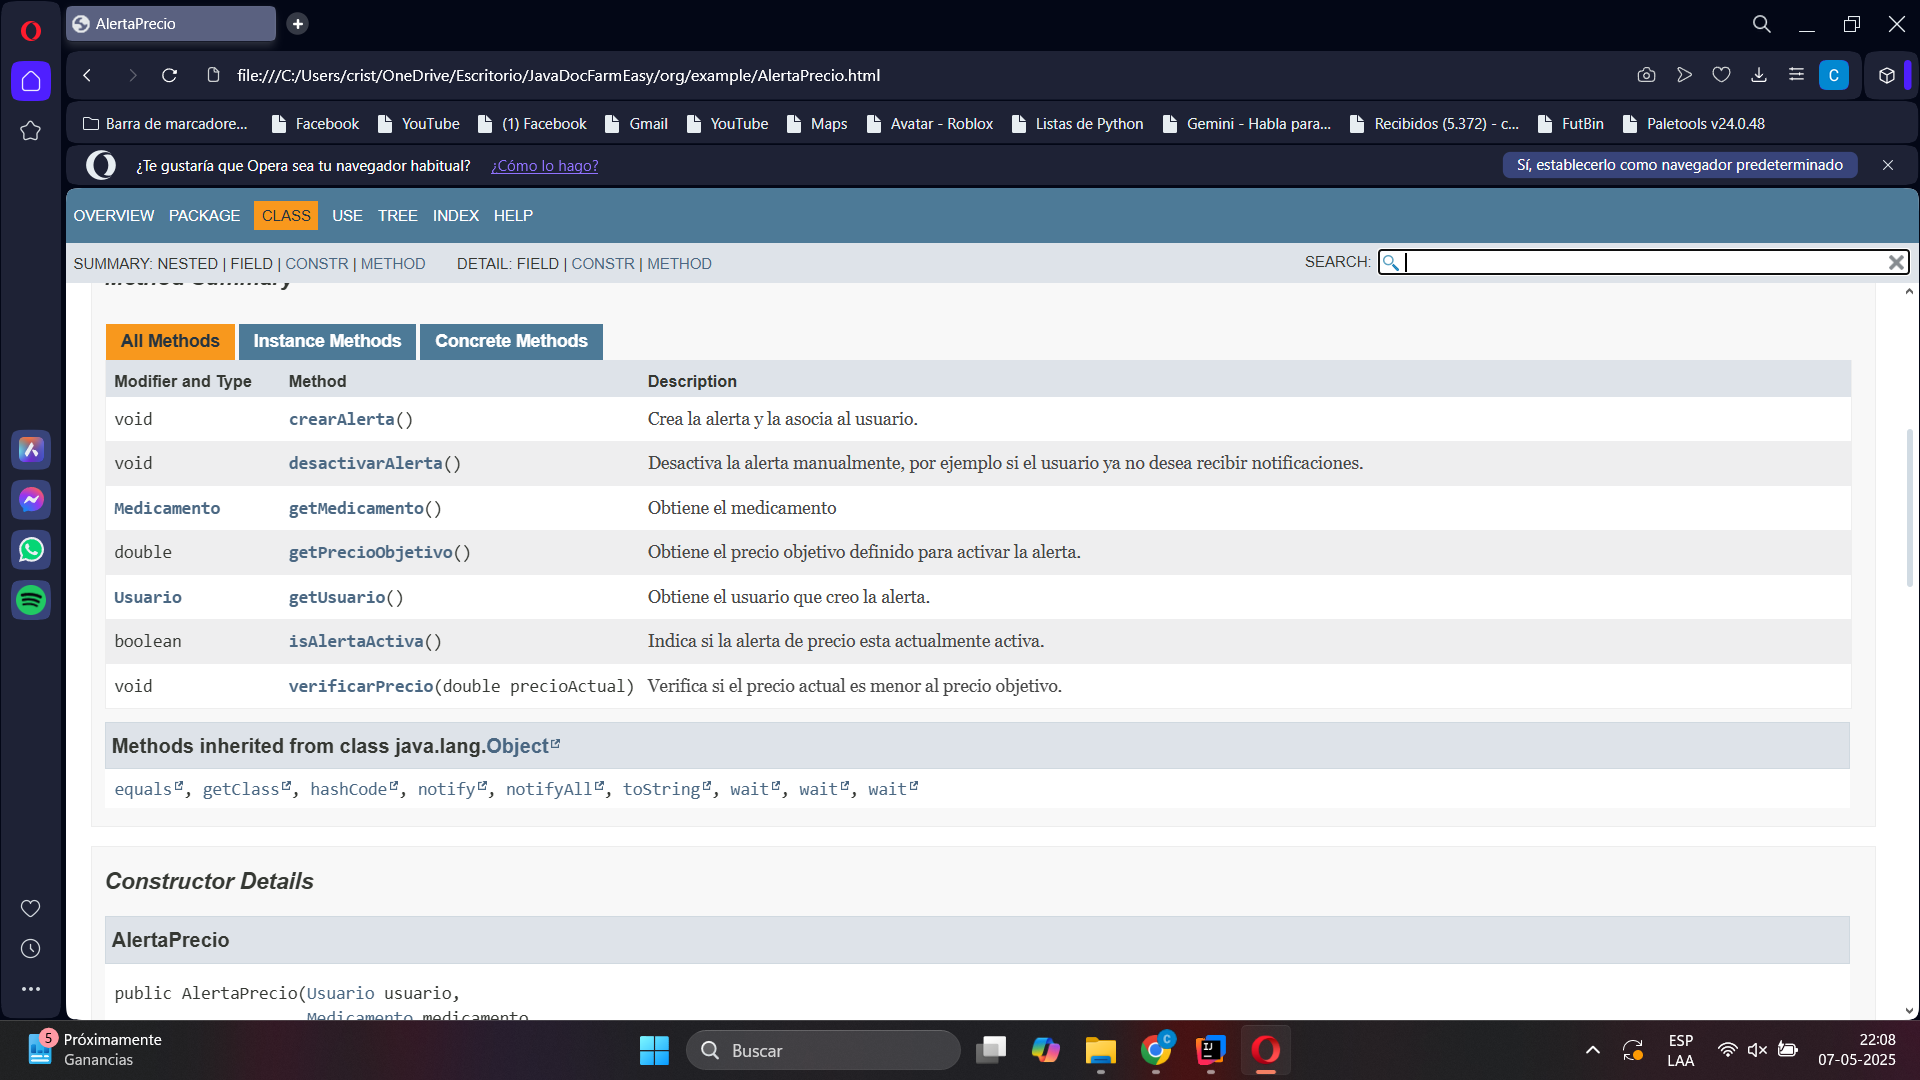 AlertaPrecio
file:///C:/Users/crist/OneDrive/Escritorio/JavaDocFarmEasy/org/example/AlertaPrecio.html
C
Barra de marcadore... Facebook YouTube (1) Facebook Gmail YouTube Maps Avatar - Roblox Listas de Python Gemini - Habla para... Recibidos (5.372) - c... FutBin Paletools v24.0.48
¿Te gustaría que Opera sea tu navegador habitual? ¿Cómo lo hago? Sí, establecerlo como navegador predeterminado
OVERVIEW PACKAGE CLASS USE TREE INDEX HELP
SUMMARY: NESTED | FIELD | CONSTR | METHOD DETAIL: FIELD | CONSTR | METHOD SEARCH:
Method Summary
All Methods Instance Methods Concrete Methods
Modifier and Type Method Description
void crearAlerta() Crea la alerta y la asocia al usuario.
void desactivarAlerta() Desactiva la alerta manualmente, por ejemplo si el usuario ya no desea recibir notificaciones.
Medicamento getMedicamento() Obtiene el medicamento
double getPrecioObjetivo() Obtiene el precio objetivo definido para activar la alerta.
Usuario getUsuario() Obtiene el usuario que creo la alerta.
boolean isAlertaActiva() Indica si la alerta de precio esta actualmente activa.
void verificarPrecio(double precioActual) Verifica si el precio actual es menor al precio objetivo.
Methods inherited from class java.lang.Object
equals, getClass, hashCode, notify, notifyAll, toString, wait, wait, wait
Constructor Details
AlertaPrecio
public AlertaPrecio(Usuario usuario,
Medicamento medicamento,
5 Próximamente
Ganancias
Buscar
C
IJ
ESP
LAA
22:08
07-05-2025